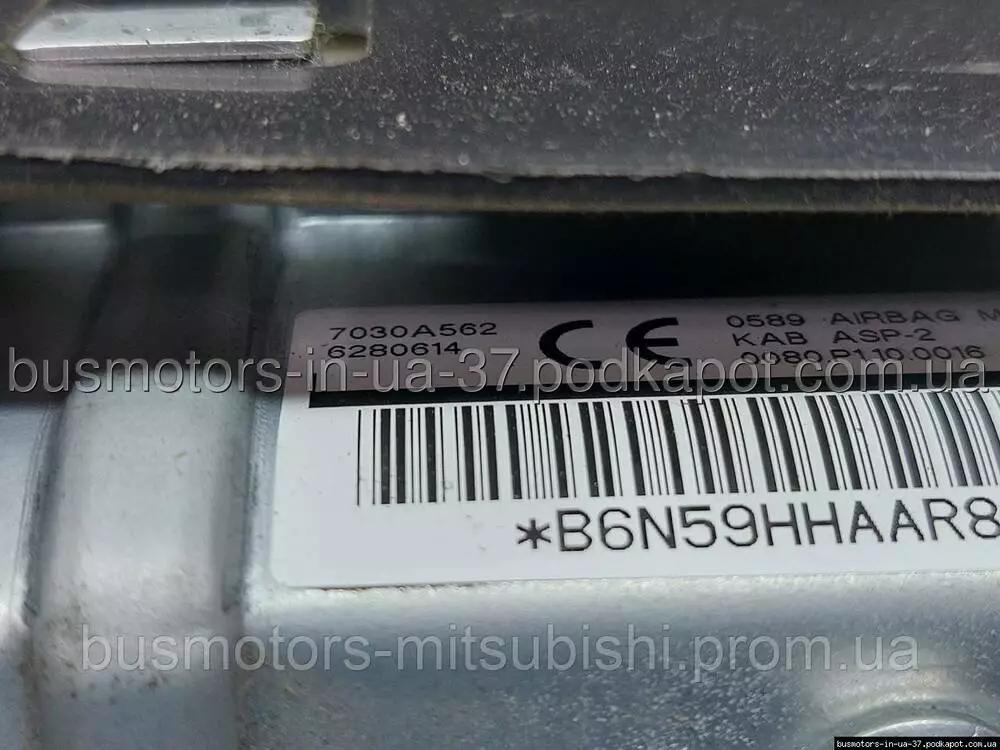 7030A562
6280614
CE
0589 AIRBAG M
KAB ASP-2
0080.P1.10.0016
busmotors-in-ua-37.podkapot.com.ua
*B6N59HHAAR8
busmotors-mitsubishi.prom.ua
busmotors-in-ua-37.podkapot.com.ua